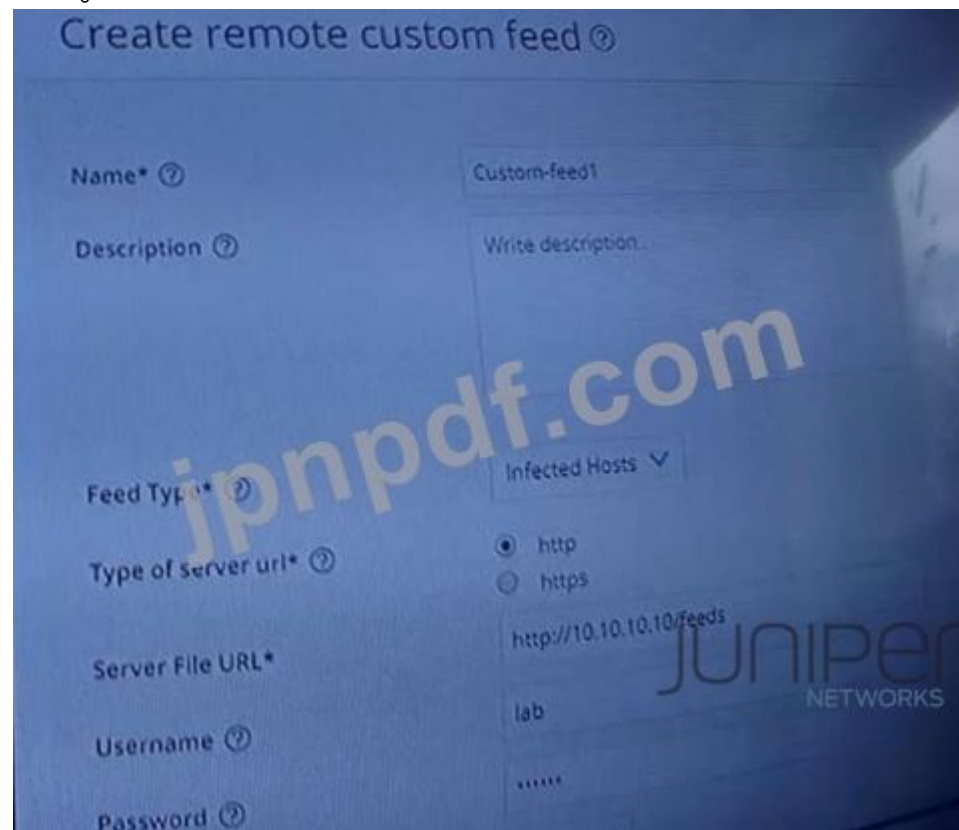 Create remote custom feed ?
Name* ? Custom-feed1
Description ? Write description..
jpnpdf.com
Feed Type* ? Infected Hosts
Type of server url* ? http
https
Server File URL* http://10.10.10.10/feeds
JUNIPER
NETWORKS
Username ? lab
Password ? ••••••